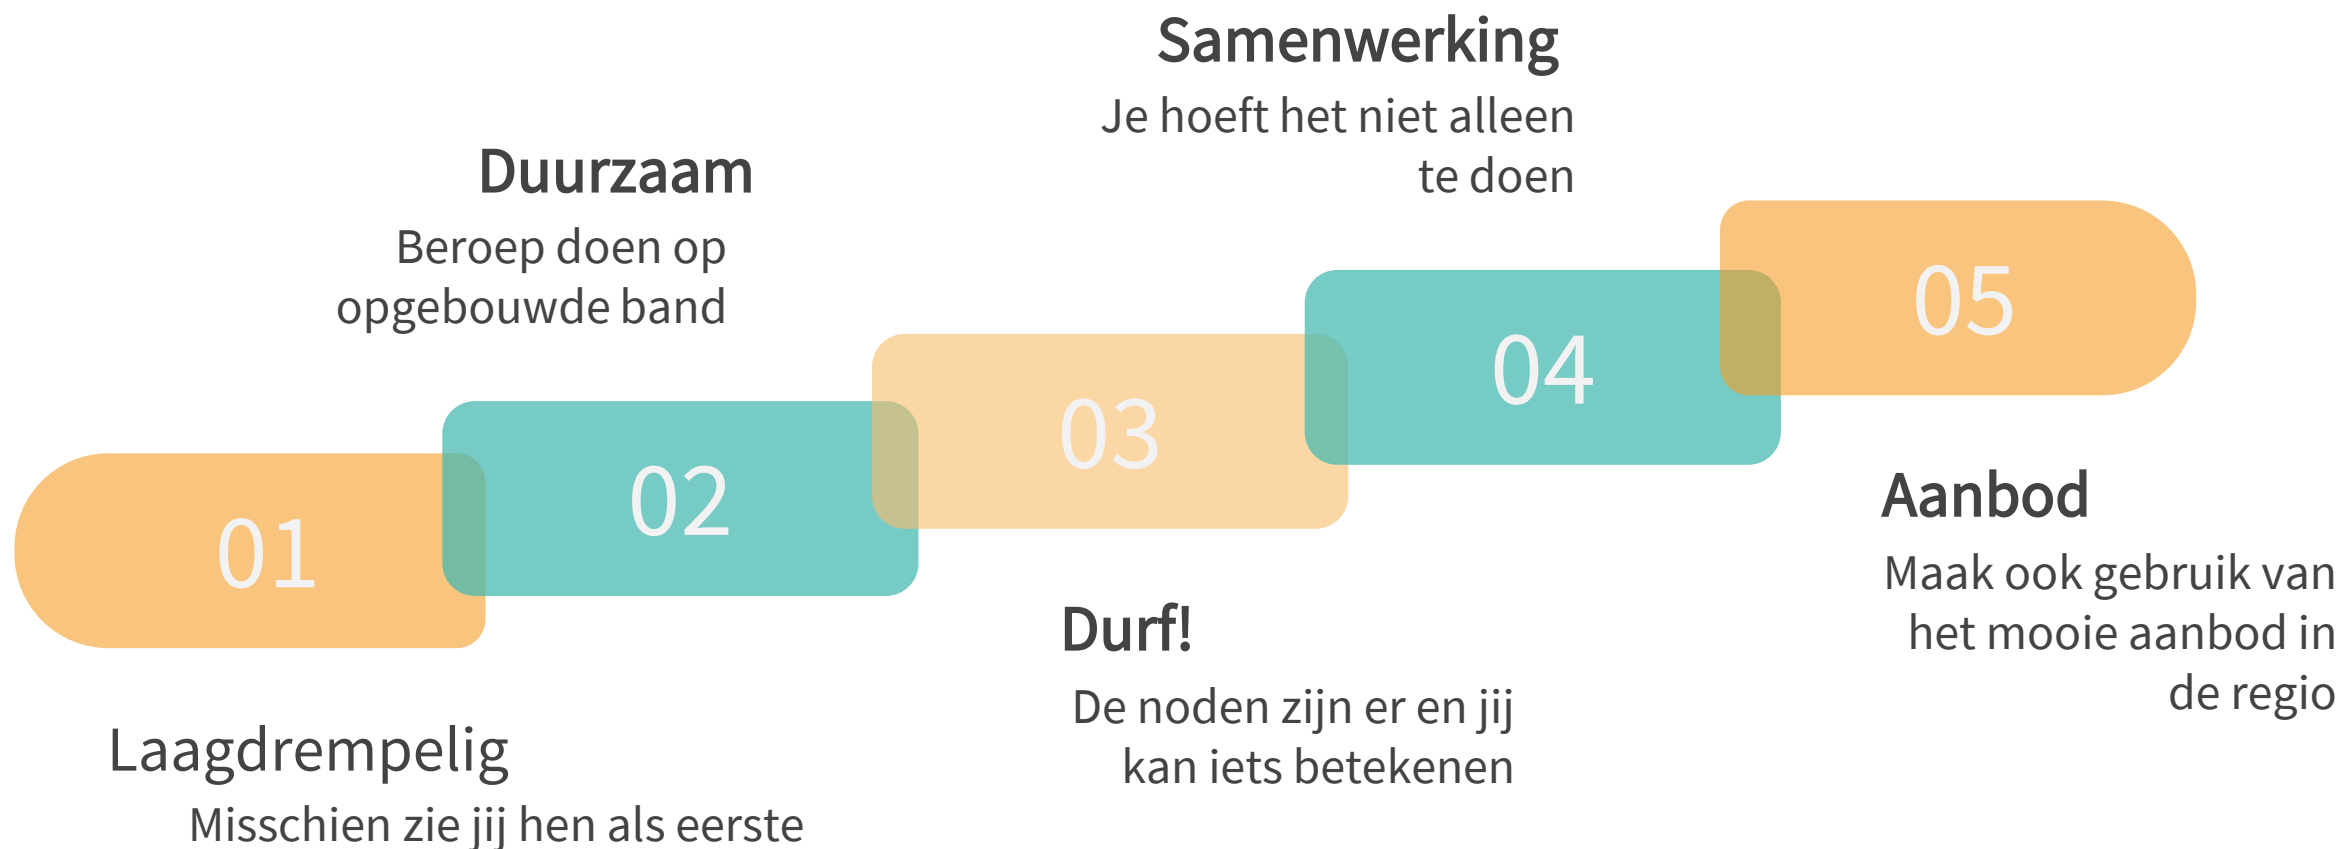 01
Laagdrempelig
Misschien zie jij hen als eerste
02
Duurzaam
Beroep doen op
opgebouwde band
03
Durf!
De noden zijn er en jij
kan iets betekenen
04
Samenwerking
Je hoeft het niet alleen
te doen
05
Aanbod
Maak ook gebruik van
het mooie aanbod in
de regio